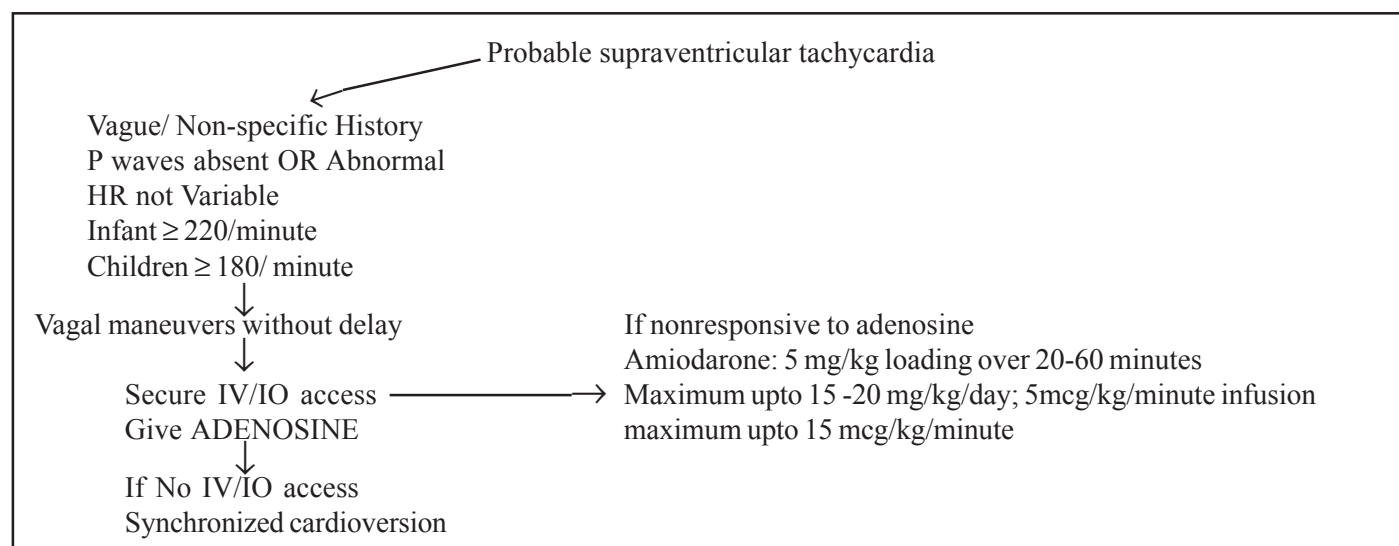 Probable supraventricular tachycardia
Vague/ Non-specific History
P waves absent OR Abnormal
HR not Variable
Infant ≥ 220/minute
Children ≥ 180/ minute
Vagal maneuvers without delay
Secure IV/IO access
Give ADENOSINE
If No IV/IO access
Synchronized cardioversion
If nonresponsive to adenosine
Amiodarone: 5 mg/kg loading over 20-60 minutes
Maximum upto 15 -20 mg/kg/day; 5mcg/kg/minute infusion
maximum upto 15 mcg/kg/minute